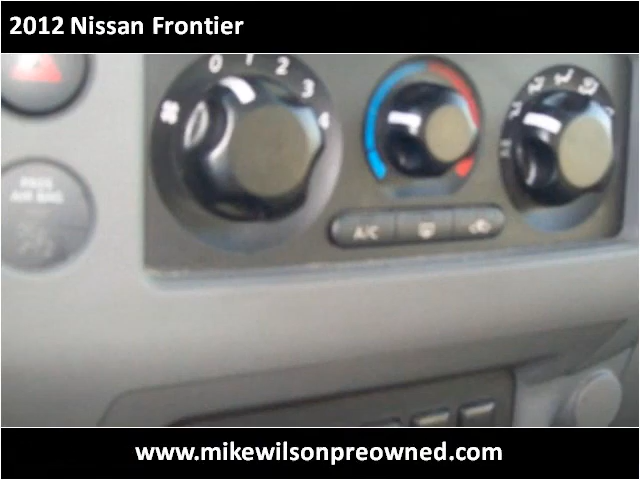 2012 Nissan Frontier
0 1 2 3 4
PASS
AIR BAG
A/C
www.mikewilsonpreowned.com